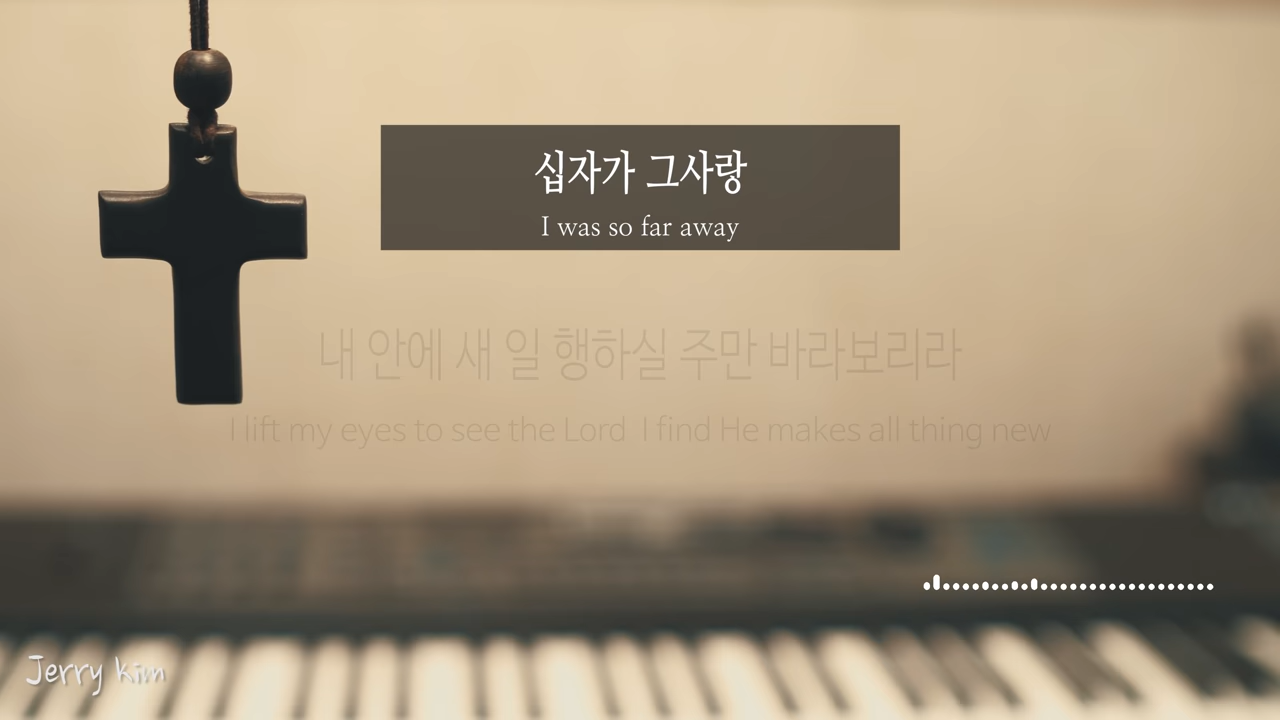 십자가 그사랑
I was so far away
내 안에 새 일 행하실 주만 바라보리라
I lift my eyes to see the Lord I find He makes all thing new
Jerry kim